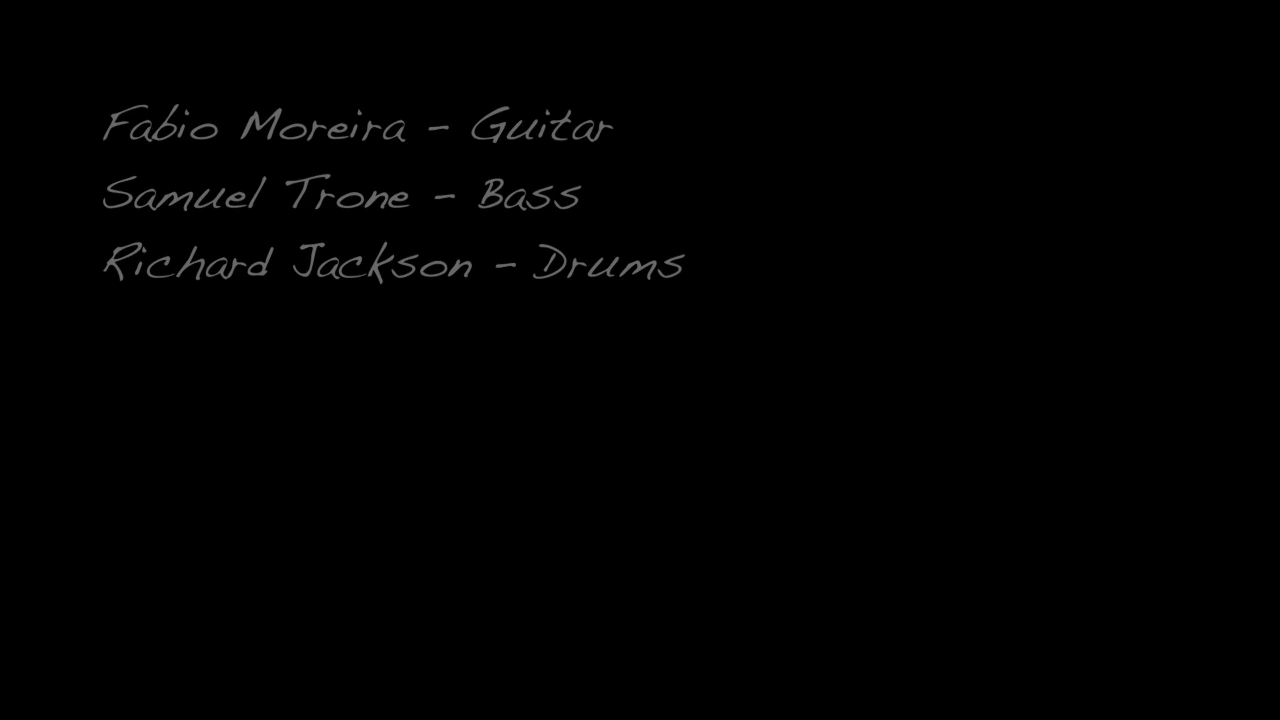 Fabio Moreira - Guitar
Samuel Trone - Bass
Richard Jackson - Drums